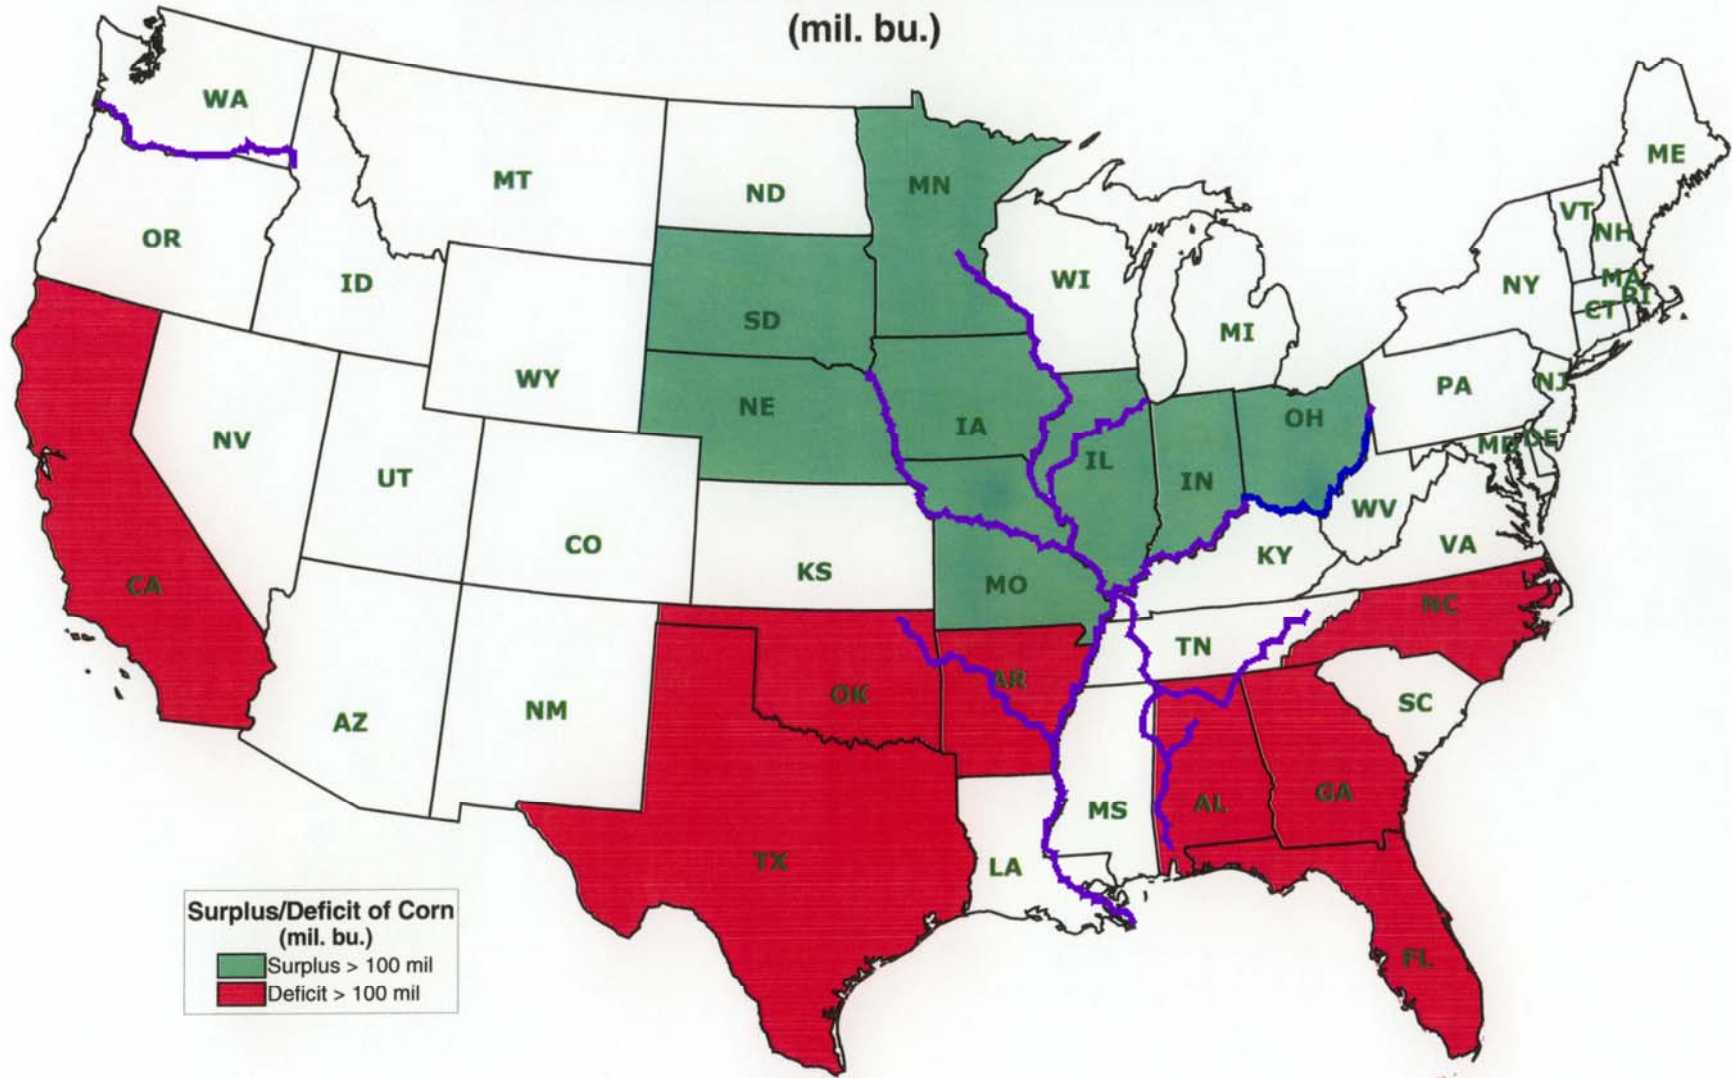 (mil. bu.)
WA
MT
ND
MN
ME
OR
ID
WY
SD
WI
MI
NY
VT
NH
MA
RI
CT
NV
UT
CO
NE
IA
IL
IN
OH
PA
NJ
MD
DE
WV
VA
KY
KS
MO
CA
AZ
NM
OK
AR
TN
NC
SC
TX
LA
MS
AL
GA
FL
Surplus/Deficit of Corn
(mil. bu.)
Surplus > 100 mil
Deficit > 100 mil